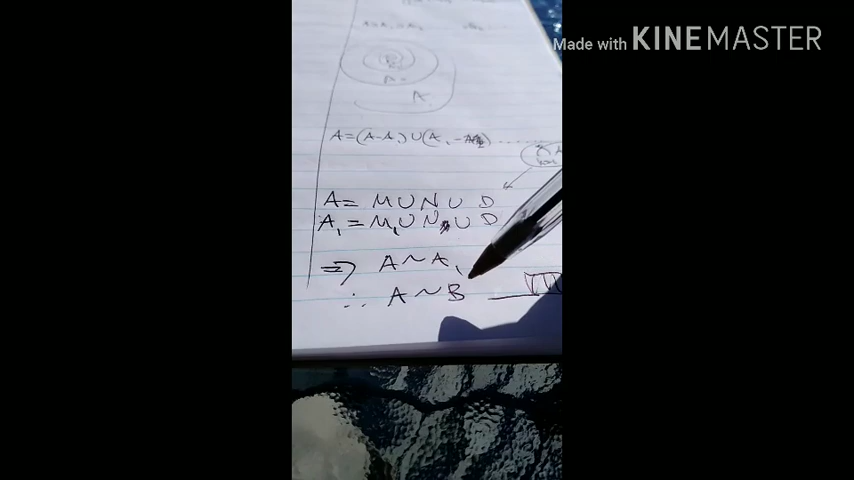 Made with KINEMASTER
A
A = (A-A₁) ∪ (A₁ - A₂) ........
A = M ∪ N ∪ D
A₁ = M₁ ∪ N ∪ D
⇒ A ~ A₁
∴ A ~ B